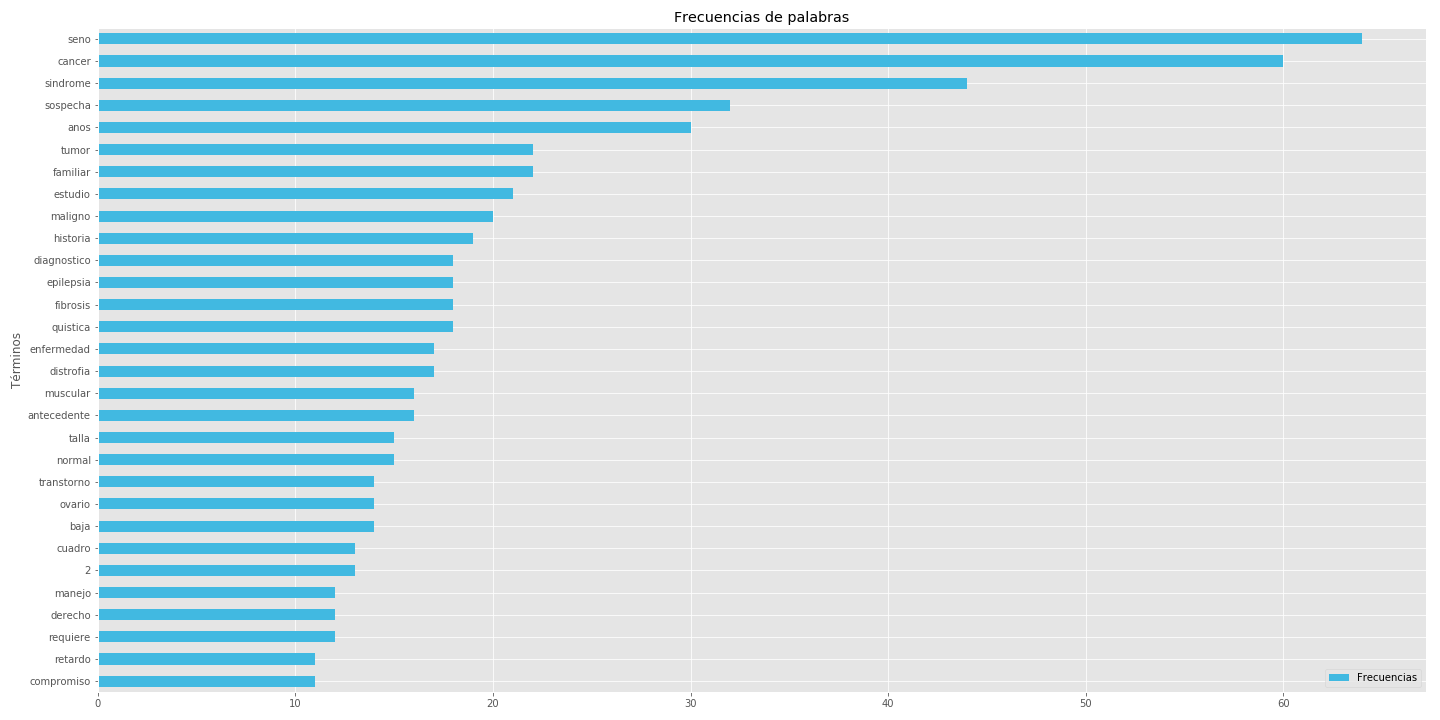 Frecuencias de palabras
Términos
seno
cancer
sindrome
sospecha
anos
tumor
familiar
estudio
maligno
historia
diagnostico
epilepsia
fibrosis
quistica
enfermedad
distrofia
muscular
antecedente
talla
normal
transtorno
ovario
baja
cuadro
2
manejo
derecho
requiere
retardo
compromiso
0 10 20 30 40 50 60
Frecuencias